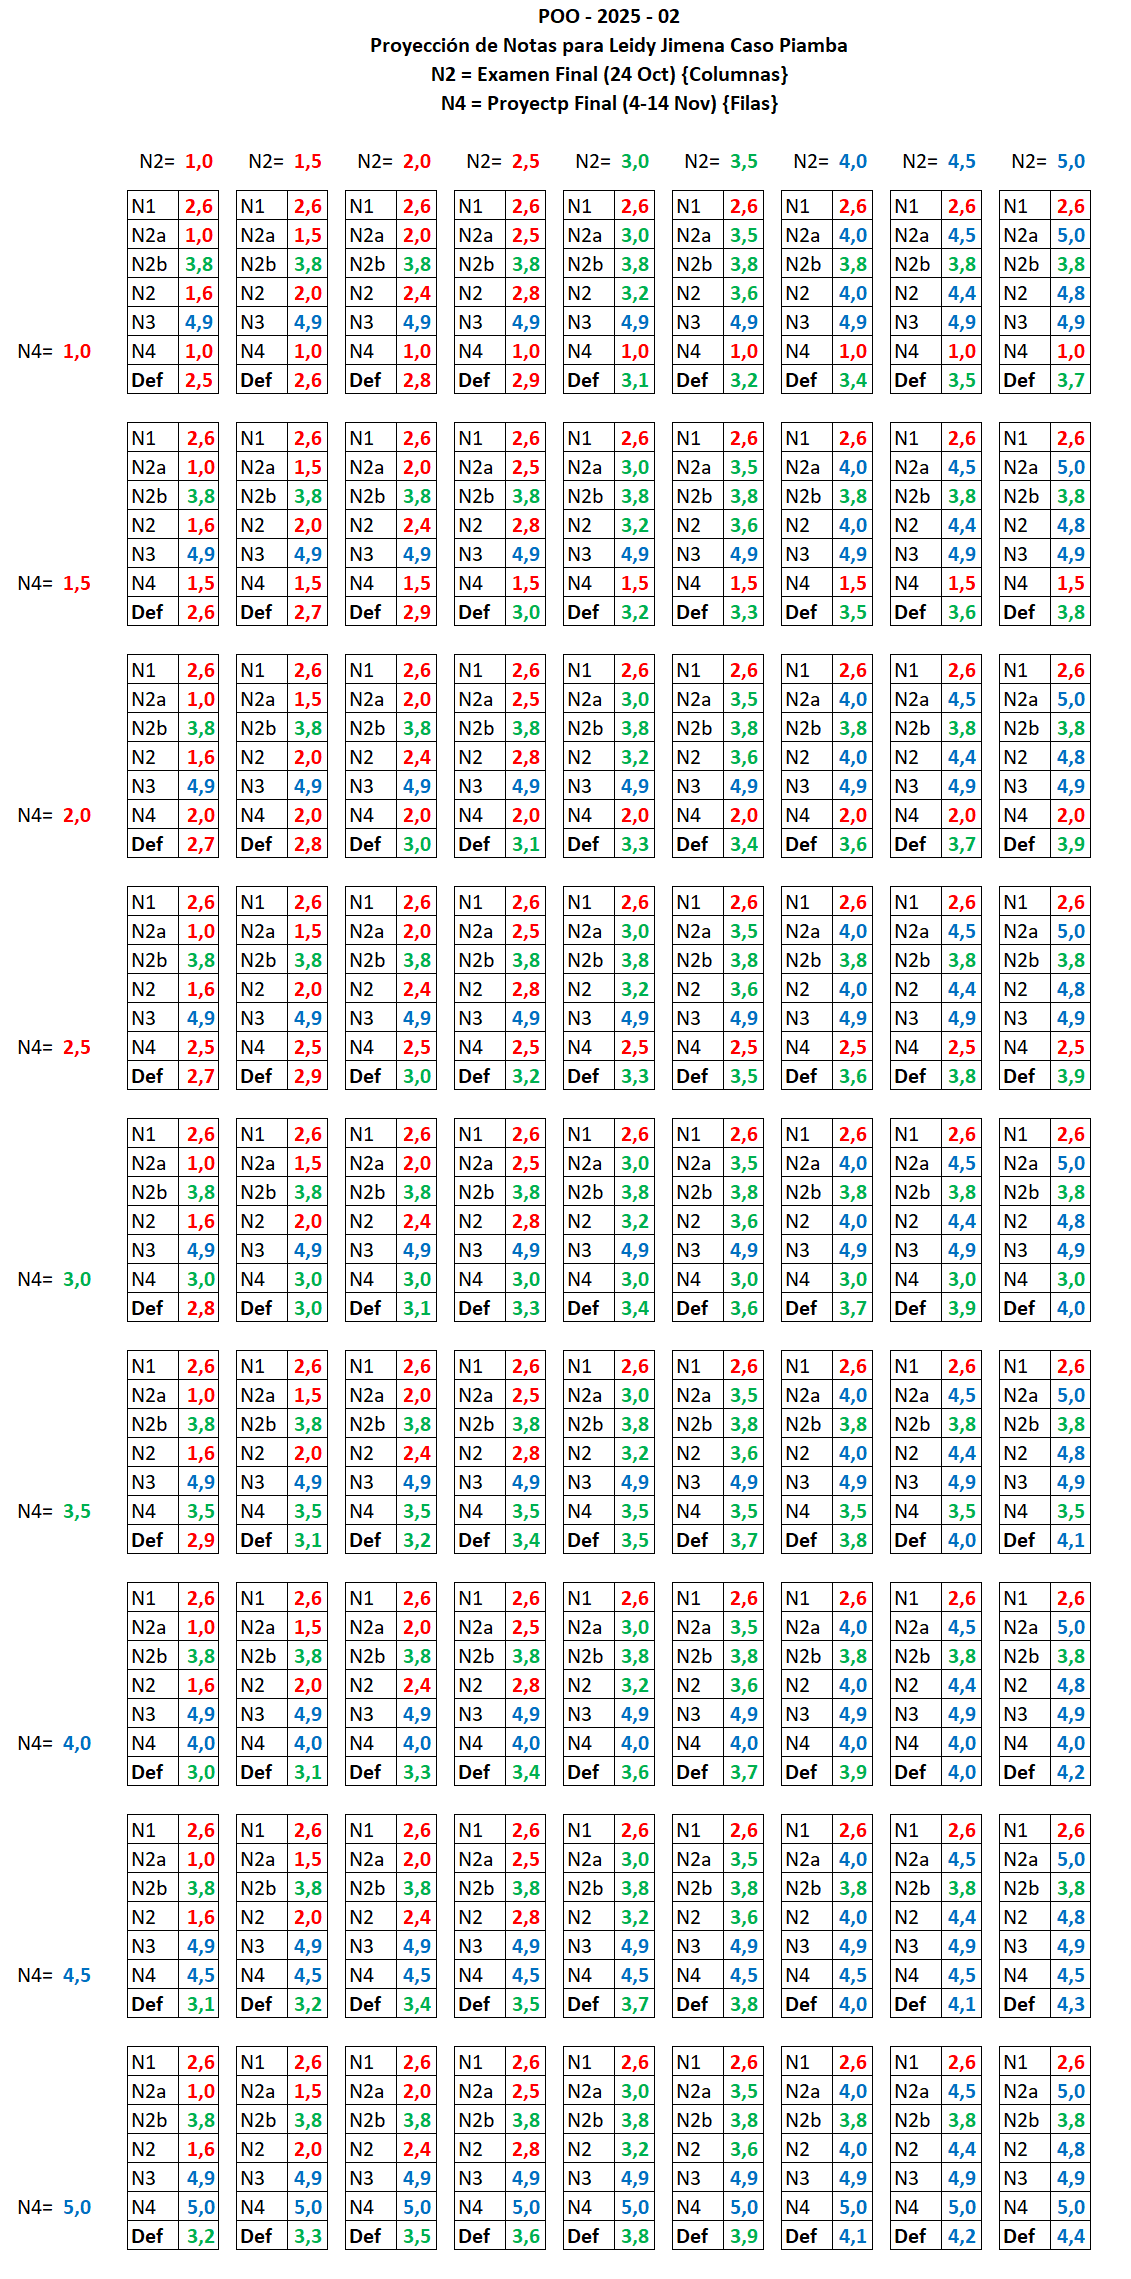 POO - 2025 - 02
Proyección de Notas para Leidy Jimena Caso Piamba
N2 = Examen Final (24 Oct) {Columnas}
N4 = Proyectp Final (4-14 Nov) {Filas}
N2= 1,0 N2= 1,5 N2= 2,0 N2= 2,5 N2= 3,0 N2= 3,5 N2= 4,0 N2= 4,5 N2= 5,0
N1 2,6 N1 2,6 N1 2,6 N1 2,6 N1 2,6 N1 2,6 N1 2,6 N1 2,6 N1 2,6
N2a 1,0 N2a 1,5 N2a 2,0 N2a 2,5 N2a 3,0 N2a 3,5 N2a 4,0 N2a 4,5 N2a 5,0
N2b 3,8 N2b 3,8 N2b 3,8 N2b 3,8 N2b 3,8 N2b 3,8 N2b 3,8 N2b 3,8 N2b 3,8
N2 1,6 N2 2,0 N2 2,4 N2 2,8 N2 3,2 N2 3,6 N2 4,0 N2 4,4 N2 4,8
N3 4,9 N3 4,9 N3 4,9 N3 4,9 N3 4,9 N3 4,9 N3 4,9 N3 4,9 N3 4,9
N4= 1,0 N4 1,0 N4 1,0 N4 1,0 N4 1,0 N4 1,0 N4 1,0 N4 1,0 N4 1,0 N4 1,0
Def 2,5 Def 2,6 Def 2,8 Def 2,9 Def 3,1 Def 3,2 Def 3,4 Def 3,5 Def 3,7
N1 2,6 N1 2,6 N1 2,6 N1 2,6 N1 2,6 N1 2,6 N1 2,6 N1 2,6 N1 2,6
N2a 1,0 N2a 1,5 N2a 2,0 N2a 2,5 N2a 3,0 N2a 3,5 N2a 4,0 N2a 4,5 N2a 5,0
N2b 3,8 N2b 3,8 N2b 3,8 N2b 3,8 N2b 3,8 N2b 3,8 N2b 3,8 N2b 3,8 N2b 3,8
N2 1,6 N2 2,0 N2 2,4 N2 2,8 N2 3,2 N2 3,6 N2 4,0 N2 4,4 N2 4,8
N3 4,9 N3 4,9 N3 4,9 N3 4,9 N3 4,9 N3 4,9 N3 4,9 N3 4,9 N3 4,9
N4= 1,5 N4 1,5 N4 1,5 N4 1,5 N4 1,5 N4 1,5 N4 1,5 N4 1,5 N4 1,5 N4 1,5
Def 2,6 Def 2,7 Def 2,9 Def 3,0 Def 3,2 Def 3,3 Def 3,5 Def 3,6 Def 3,8
N1 2,6 N1 2,6 N1 2,6 N1 2,6 N1 2,6 N1 2,6 N1 2,6 N1 2,6 N1 2,6
N2a 1,0 N2a 1,5 N2a 2,0 N2a 2,5 N2a 3,0 N2a 3,5 N2a 4,0 N2a 4,5 N2a 5,0
N2b 3,8 N2b 3,8 N2b 3,8 N2b 3,8 N2b 3,8 N2b 3,8 N2b 3,8 N2b 3,8 N2b 3,8
N2 1,6 N2 2,0 N2 2,4 N2 2,8 N2 3,2 N2 3,6 N2 4,0 N2 4,4 N2 4,8
N3 4,9 N3 4,9 N3 4,9 N3 4,9 N3 4,9 N3 4,9 N3 4,9 N3 4,9 N3 4,9
N4= 2,0 N4 2,0 N4 2,0 N4 2,0 N4 2,0 N4 2,0 N4 2,0 N4 2,0 N4 2,0 N4 2,0
Def 2,7 Def 2,8 Def 3,0 Def 3,1 Def 3,3 Def 3,4 Def 3,6 Def 3,7 Def 3,9
N1 2,6 N1 2,6 N1 2,6 N1 2,6 N1 2,6 N1 2,6 N1 2,6 N1 2,6 N1 2,6
N2a 1,0 N2a 1,5 N2a 2,0 N2a 2,5 N2a 3,0 N2a 3,5 N2a 4,0 N2a 4,5 N2a 5,0
N2b 3,8 N2b 3,8 N2b 3,8 N2b 3,8 N2b 3,8 N2b 3,8 N2b 3,8 N2b 3,8 N2b 3,8
N2 1,6 N2 2,0 N2 2,4 N2 2,8 N2 3,2 N2 3,6 N2 4,0 N2 4,4 N2 4,8
N3 4,9 N3 4,9 N3 4,9 N3 4,9 N3 4,9 N3 4,9 N3 4,9 N3 4,9 N3 4,9
N4= 2,5 N4 2,5 N4 2,5 N4 2,5 N4 2,5 N4 2,5 N4 2,5 N4 2,5 N4 2,5 N4 2,5
Def 2,7 Def 2,9 Def 3,0 Def 3,2 Def 3,3 Def 3,5 Def 3,6 Def 3,8 Def 3,9
N1 2,6 N1 2,6 N1 2,6 N1 2,6 N1 2,6 N1 2,6 N1 2,6 N1 2,6 N1 2,6
N2a 1,0 N2a 1,5 N2a 2,0 N2a 2,5 N2a 3,0 N2a 3,5 N2a 4,0 N2a 4,5 N2a 5,0
N2b 3,8 N2b 3,8 N2b 3,8 N2b 3,8 N2b 3,8 N2b 3,8 N2b 3,8 N2b 3,8 N2b 3,8
N2 1,6 N2 2,0 N2 2,4 N2 2,8 N2 3,2 N2 3,6 N2 4,0 N2 4,4 N2 4,8
N3 4,9 N3 4,9 N3 4,9 N3 4,9 N3 4,9 N3 4,9 N3 4,9 N3 4,9 N3 4,9
N4= 3,0 N4 3,0 N4 3,0 N4 3,0 N4 3,0 N4 3,0 N4 3,0 N4 3,0 N4 3,0 N4 3,0
Def 2,8 Def 3,0 Def 3,1 Def 3,3 Def 3,4 Def 3,6 Def 3,7 Def 3,9 Def 4,0
N1 2,6 N1 2,6 N1 2,6 N1 2,6 N1 2,6 N1 2,6 N1 2,6 N1 2,6 N1 2,6
N2a 1,0 N2a 1,5 N2a 2,0 N2a 2,5 N2a 3,0 N2a 3,5 N2a 4,0 N2a 4,5 N2a 5,0
N2b 3,8 N2b 3,8 N2b 3,8 N2b 3,8 N2b 3,8 N2b 3,8 N2b 3,8 N2b 3,8 N2b 3,8
N2 1,6 N2 2,0 N2 2,4 N2 2,8 N2 3,2 N2 3,6 N2 4,0 N2 4,4 N2 4,8
N3 4,9 N3 4,9 N3 4,9 N3 4,9 N3 4,9 N3 4,9 N3 4,9 N3 4,9 N3 4,9
N4= 3,5 N4 3,5 N4 3,5 N4 3,5 N4 3,5 N4 3,5 N4 3,5 N4 3,5 N4 3,5 N4 3,5
Def 2,9 Def 3,1 Def 3,2 Def 3,4 Def 3,5 Def 3,7 Def 3,8 Def 4,0 Def 4,1
N1 2,6 N1 2,6 N1 2,6 N1 2,6 N1 2,6 N1 2,6 N1 2,6 N1 2,6 N1 2,6
N2a 1,0 N2a 1,5 N2a 2,0 N2a 2,5 N2a 3,0 N2a 3,5 N2a 4,0 N2a 4,5 N2a 5,0
N2b 3,8 N2b 3,8 N2b 3,8 N2b 3,8 N2b 3,8 N2b 3,8 N2b 3,8 N2b 3,8 N2b 3,8
N2 1,6 N2 2,0 N2 2,4 N2 2,8 N2 3,2 N2 3,6 N2 4,0 N2 4,4 N2 4,8
N3 4,9 N3 4,9 N3 4,9 N3 4,9 N3 4,9 N3 4,9 N3 4,9 N3 4,9 N3 4,9
N4= 4,0 N4 4,0 N4 4,0 N4 4,0 N4 4,0 N4 4,0 N4 4,0 N4 4,0 N4 4,0 N4 4,0
Def 3,0 Def 3,1 Def 3,3 Def 3,4 Def 3,6 Def 3,7 Def 3,9 Def 4,0 Def 4,2
N1 2,6 N1 2,6 N1 2,6 N1 2,6 N1 2,6 N1 2,6 N1 2,6 N1 2,6 N1 2,6
N2a 1,0 N2a 1,5 N2a 2,0 N2a 2,5 N2a 3,0 N2a 3,5 N2a 4,0 N2a 4,5 N2a 5,0
N2b 3,8 N2b 3,8 N2b 3,8 N2b 3,8 N2b 3,8 N2b 3,8 N2b 3,8 N2b 3,8 N2b 3,8
N2 1,6 N2 2,0 N2 2,4 N2 2,8 N2 3,2 N2 3,6 N2 4,0 N2 4,4 N2 4,8
N3 4,9 N3 4,9 N3 4,9 N3 4,9 N3 4,9 N3 4,9 N3 4,9 N3 4,9 N3 4,9
N4= 4,5 N4 4,5 N4 4,5 N4 4,5 N4 4,5 N4 4,5 N4 4,5 N4 4,5 N4 4,5 N4 4,5
Def 3,1 Def 3,2 Def 3,4 Def 3,5 Def 3,7 Def 3,8 Def 4,0 Def 4,1 Def 4,3
N1 2,6 N1 2,6 N1 2,6 N1 2,6 N1 2,6 N1 2,6 N1 2,6 N1 2,6 N1 2,6
N2a 1,0 N2a 1,5 N2a 2,0 N2a 2,5 N2a 3,0 N2a 3,5 N2a 4,0 N2a 4,5 N2a 5,0
N2b 3,8 N2b 3,8 N2b 3,8 N2b 3,8 N2b 3,8 N2b 3,8 N2b 3,8 N2b 3,8 N2b 3,8
N2 1,6 N2 2,0 N2 2,4 N2 2,8 N2 3,2 N2 3,6 N2 4,0 N2 4,4 N2 4,8
N3 4,9 N3 4,9 N3 4,9 N3 4,9 N3 4,9 N3 4,9 N3 4,9 N3 4,9 N3 4,9
N4= 5,0 N4 5,0 N4 5,0 N4 5,0 N4 5,0 N4 5,0 N4 5,0 N4 5,0 N4 5,0 N4 5,0
Def 3,2 Def 3,3 Def 3,5 Def 3,6 Def 3,8 Def 3,9 Def 4,1 Def 4,2 Def 4,4